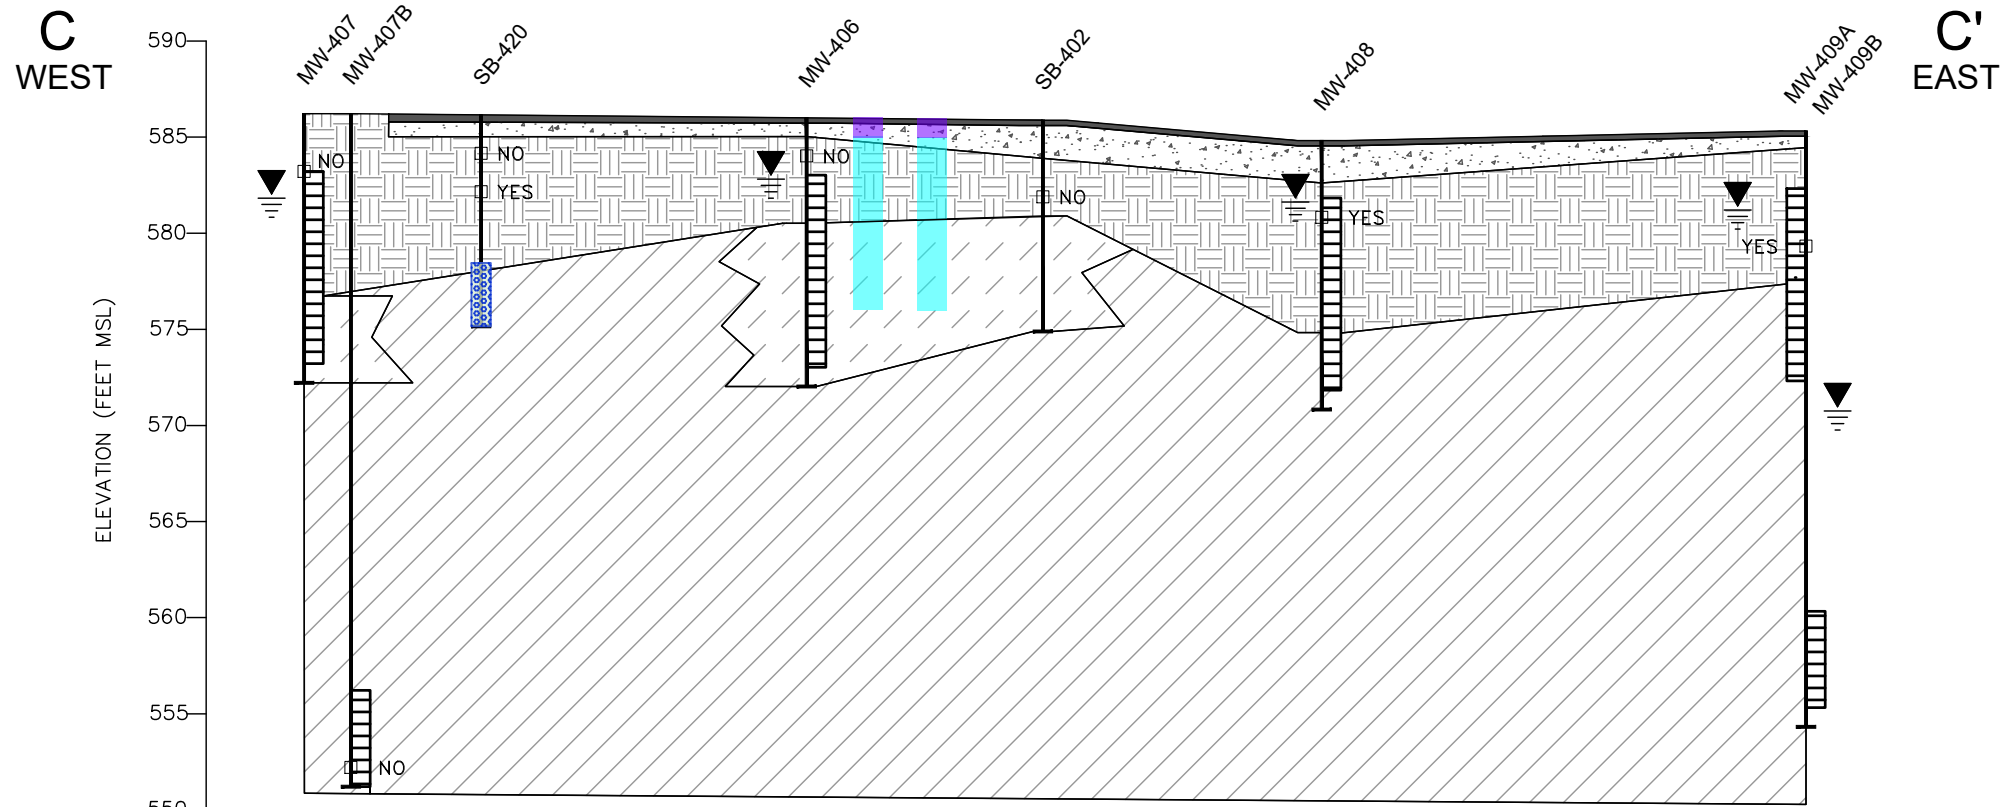 C
WEST
C'
EAST
MW-407
MW-407B
SB-420
MW-406
SB-402
MW-408
MW-409A
MW-409B
ELEVATION (FEET MSL)
590
585
580
575
570
565
560
555
550
NO
NO
YES
NO
NO
YES
YES
NO